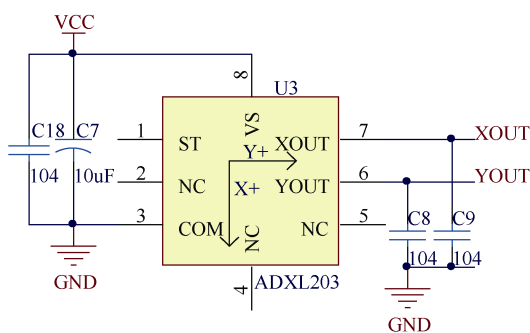 VCC
8
U3
C18
C7
1
ST
VS
XOUT
7
XOUT
Y+
104
10uF
2
NC
X+
YOUT
6
YOUT
3
COM
NC
NC
5
C8
C9
GND
4
ADXL203
104
104
GND